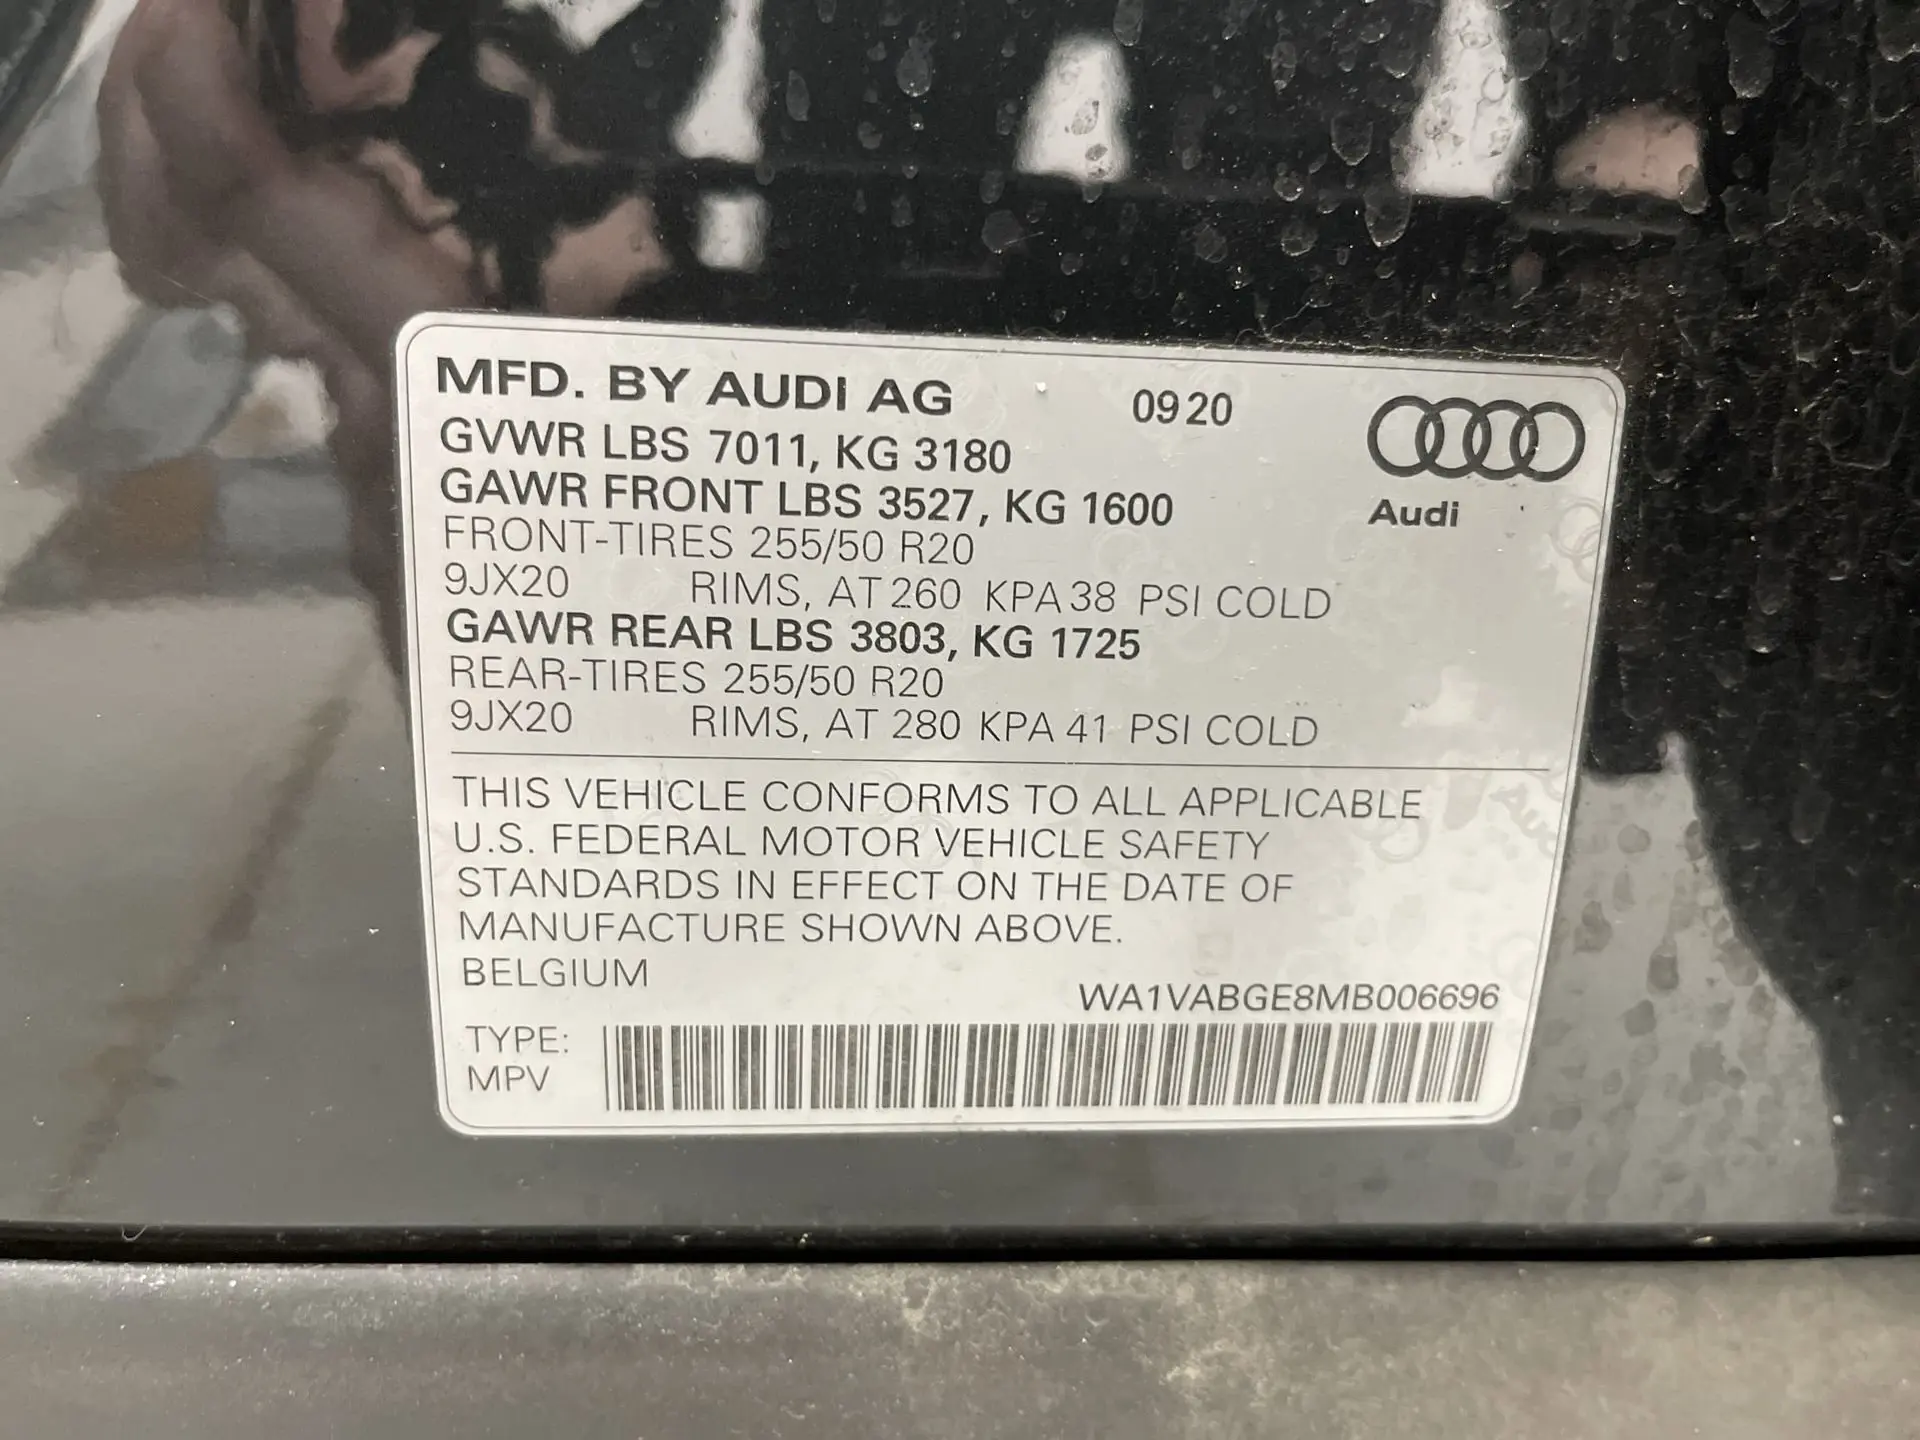 MFD. BY AUDI AG 0920
GVWR LBS 7011, KG 3180
GAWR FRONT LBS 3527, KG 1600
Audi
FRONT-TIRES 255/50 R20
9JX20 RIMS, AT 260 KPA 38 PSI COLD
GAWR REAR LBS 3803, KG 1725
REAR-TIRES 255/50 R20
9JX20 RIMS, AT 280 KPA 41 PSI COLD
THIS VEHICLE CONFORMS TO ALL APPLICABLE
U.S. FEDERAL MOTOR VEHICLE SAFETY
STANDARDS IN EFFECT ON THE DATE OF
MANUFACTURE SHOWN ABOVE.
BELGIUM
WA1VABGE8MB006696
TYPE:
MPV